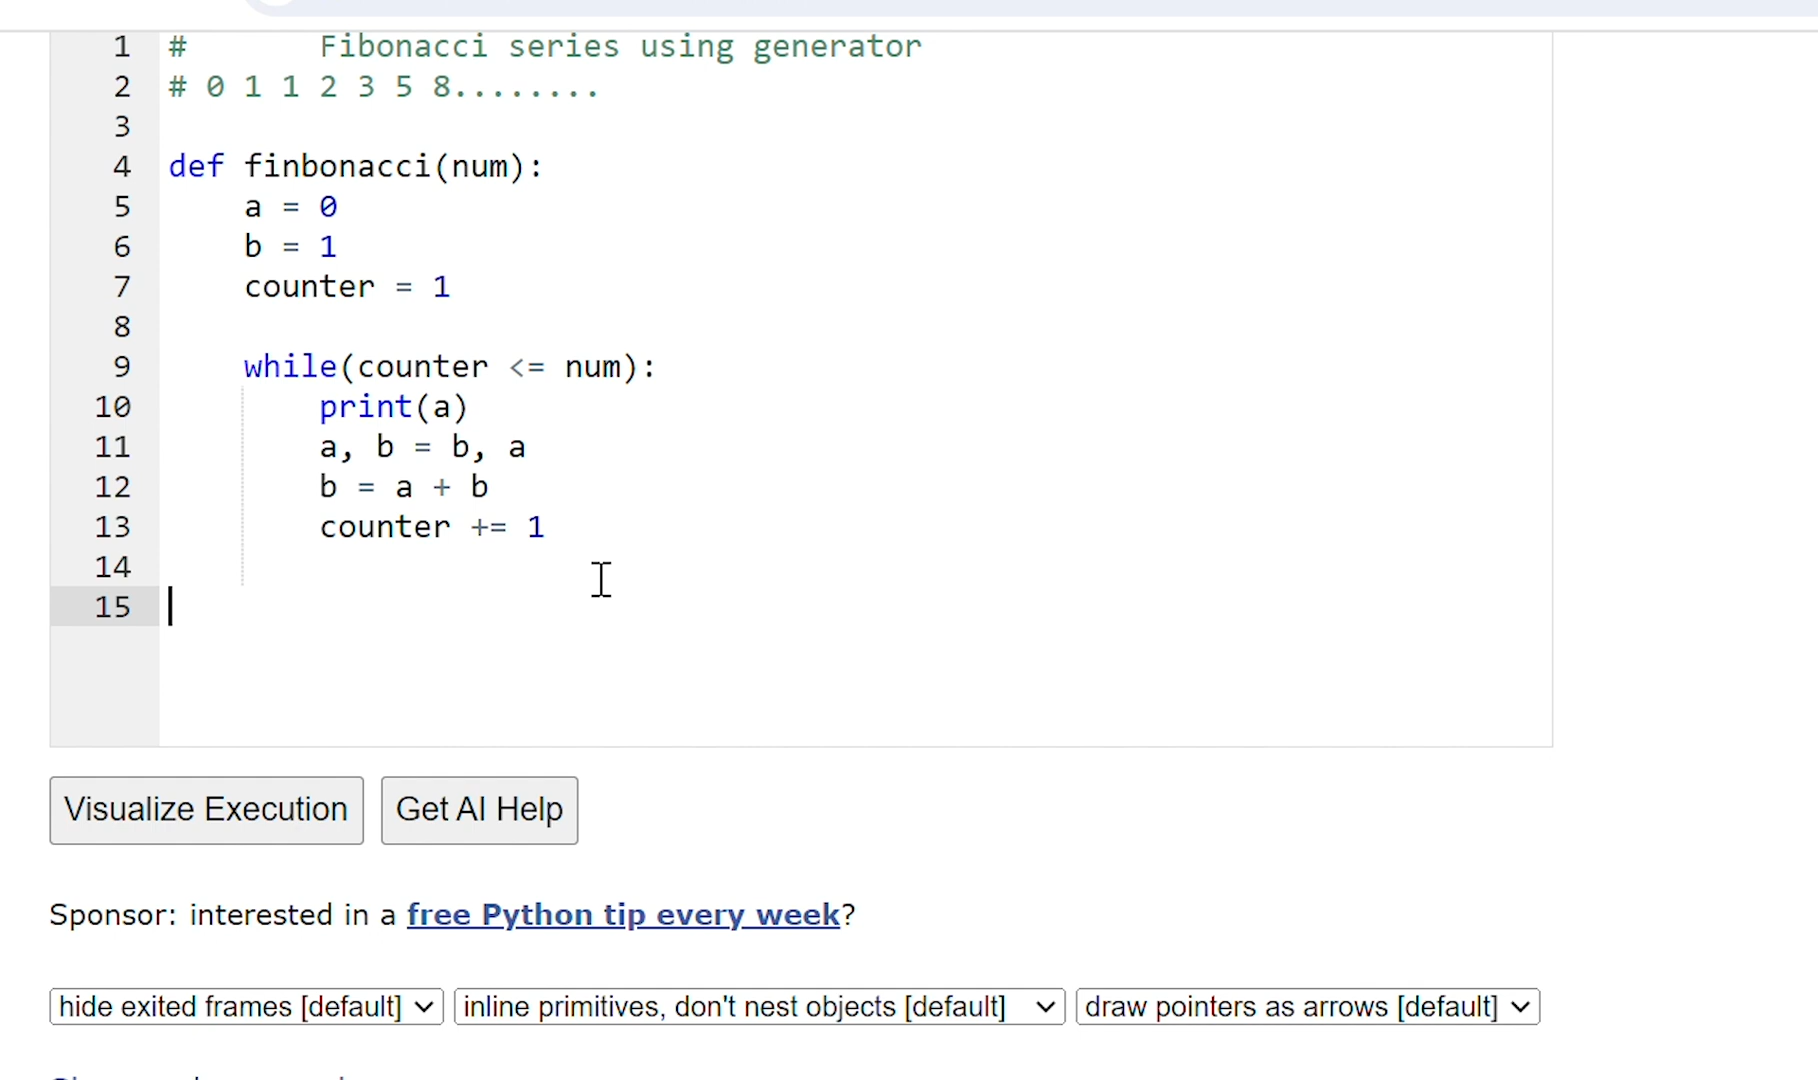 1 # Fibonacci series using generator
2 # 0 1 1 2 3 5 8........
3
4 def finbonacci(num):
5 a = 0
6 b = 1
7 counter = 1
8
9 while(counter <= num):
10 print(a)
11 a, b = b, a
12 b = a + b
13 counter += 1
14
15
Visualize Execution Get AI Help
Sponsor: interested in a free Python tip every week?
hide exited frames [default] inline primitives, don't nest objects [default] draw pointers as arrows [default]